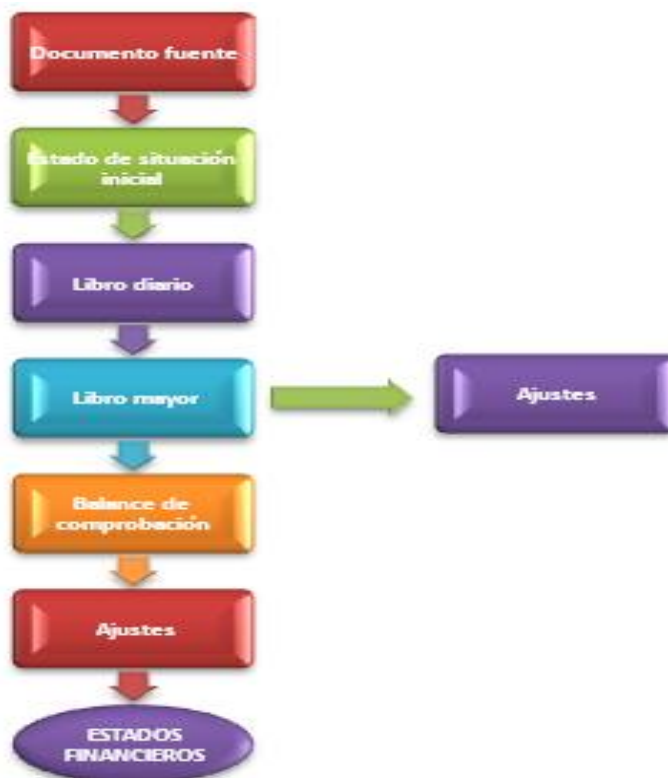 Documento fuente
Estado de situación
inicial
Libro diario
Libro mayor
Ajustes
Balance de
comprobación
Ajustes
ESTADOS
FINANCIEROS